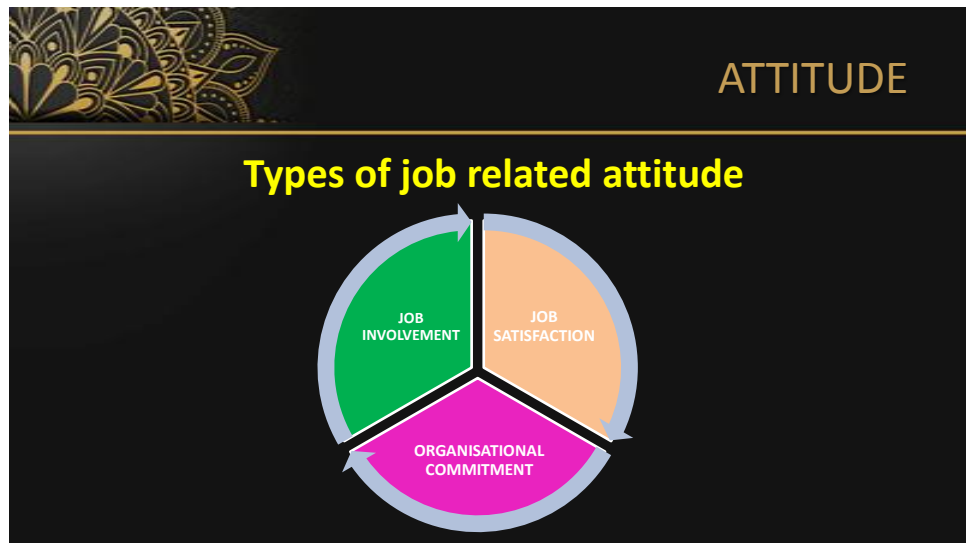 ATTITUDE
Types of job related attitude
JOB
INVOLVEMENT
JOB
SATISFACTION
ORGANISATIONAL
COMMITMENT